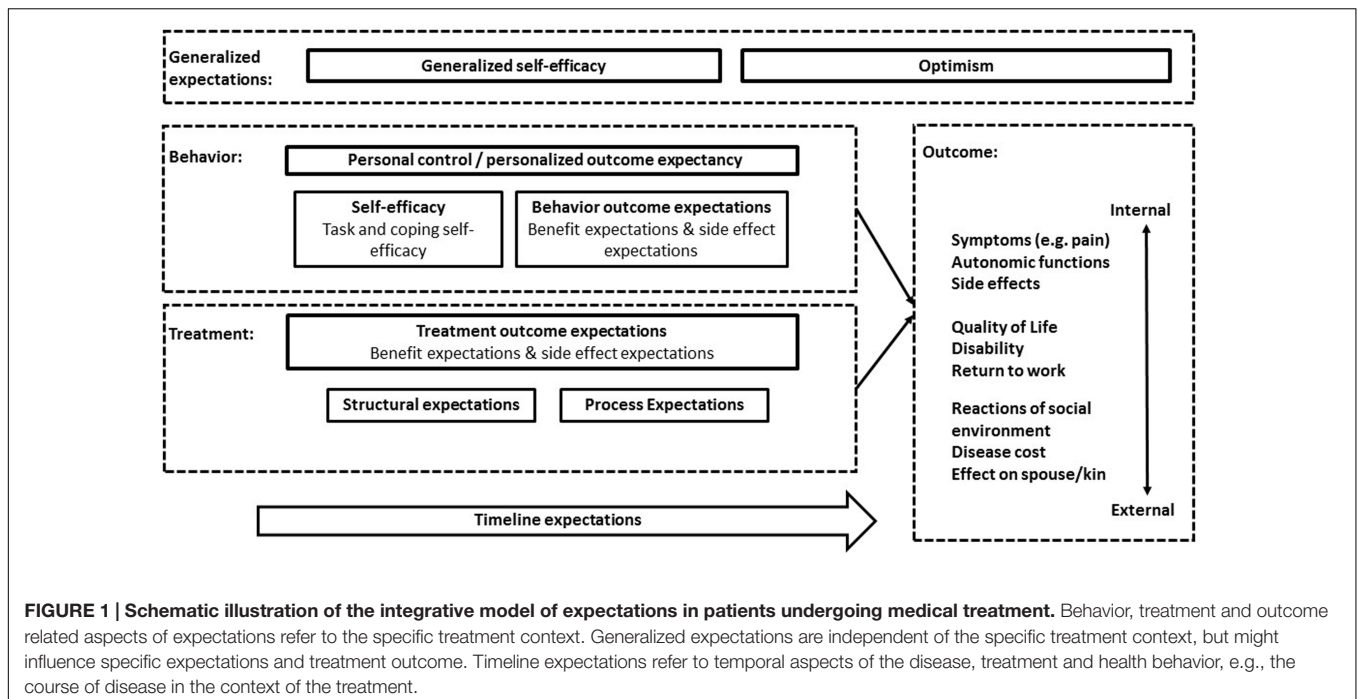 Generalized
expectations:
Generalized self-efficacy
Optimism
Behavior:
Personal control / personalized outcome expectancy
Self-efficacy
Task and coping self-
efficacy
Behavior outcome expectations
Benefit expectations & side effect
expectations
Treatment:
Treatment outcome expectations
Benefit expectations & side effect expectations
Structural expectations
Process Expectations
Timeline expectations
Outcome:
Internal
Symptoms (e.g. pain)
Autonomic functions
Side effects
Quality of Life
Disability
Return to work
Reactions of social
environment
Disease cost
Effect on spouse/kin
External
FIGURE 1 | Schematic illustration of the integrative model of expectations in patients undergoing medical treatment. Behavior, treatment and outcome
related aspects of expectations refer to the specific treatment context. Generalized expectations are independent of the specific treatment context, but might
influence specific expectations and treatment outcome. Timeline expectations refer to temporal aspects of the disease, treatment and health behavior, e.g., the
course of disease in the context of the treatment.